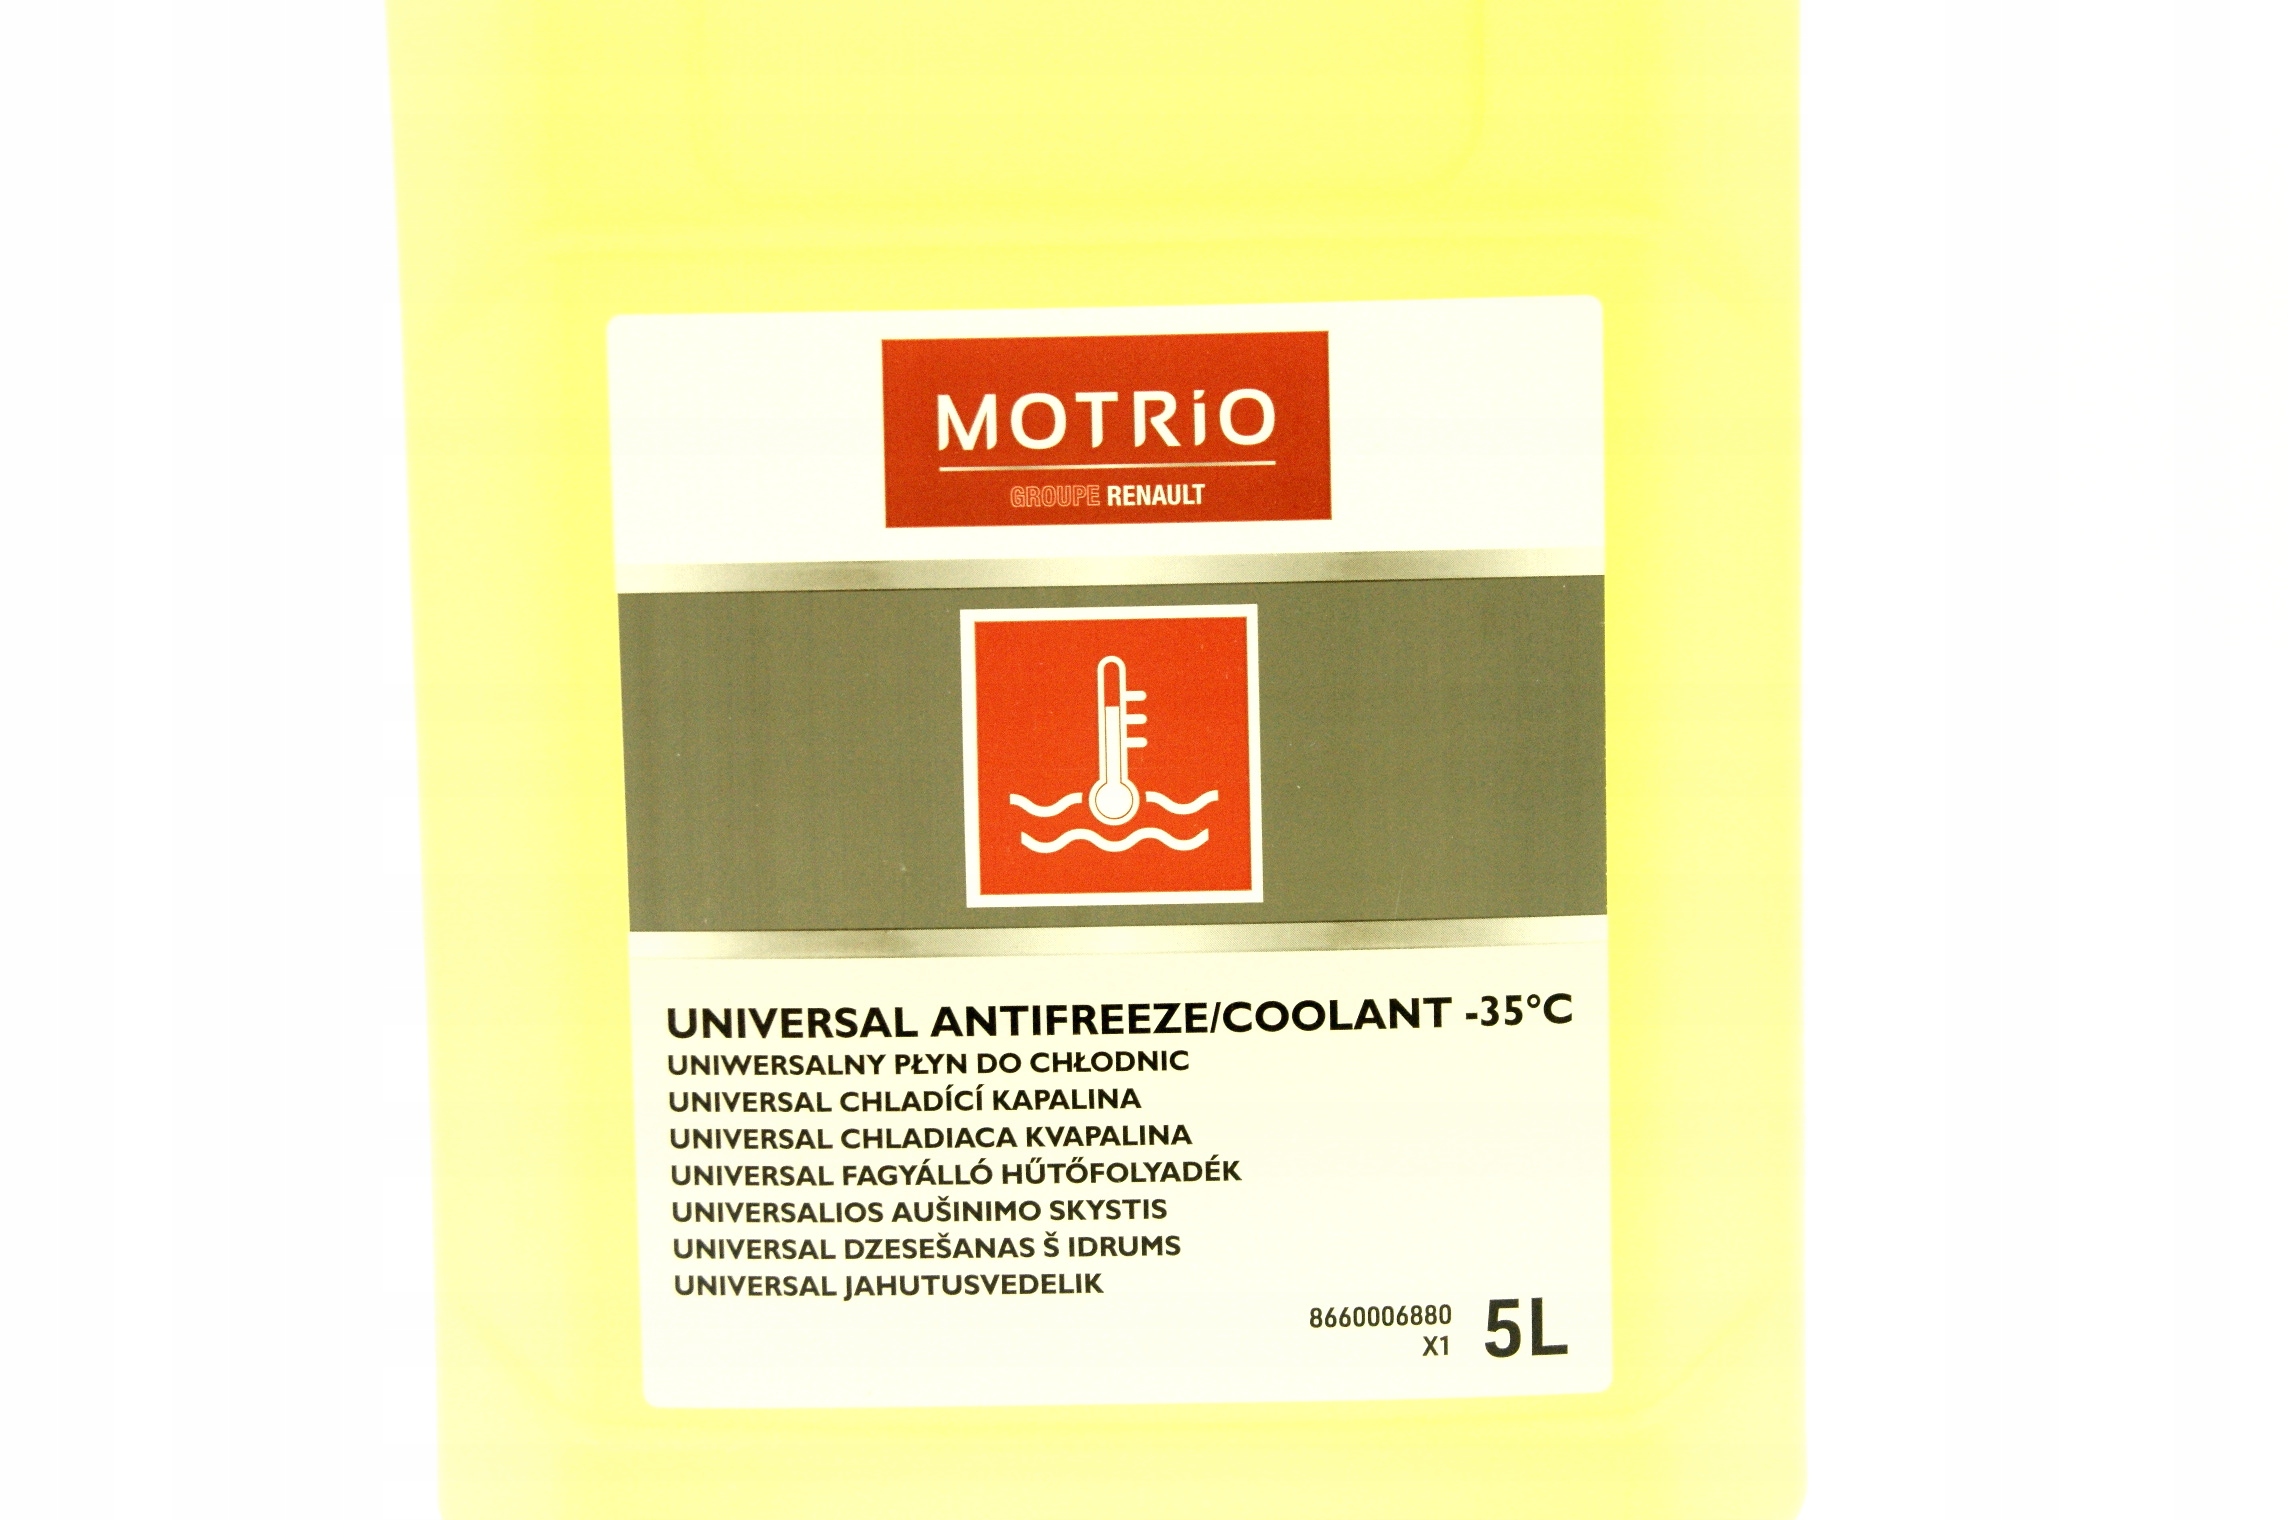 MOTRiO
GROUPE RENAULT
UNIVERSAL ANTIFREEZE/COOLANT -35°C
UNIWERSALNY PŁYN DO CHŁODNIC
UNIVERSAL CHLADÍCÍ KAPALINA
UNIVERSAL CHLADIACA KVAPALINA
UNIVERSAL FAGYÁLLÓ HŰTŐFOLYADÉK
UNIVERSALIOS AUŠINIMO SKYSTIS
UNIVERSAL DZESEŠANAS Š IDRUMS
UNIVERSAL JAHUTUSVEDELIK
8660006880
X1 5L